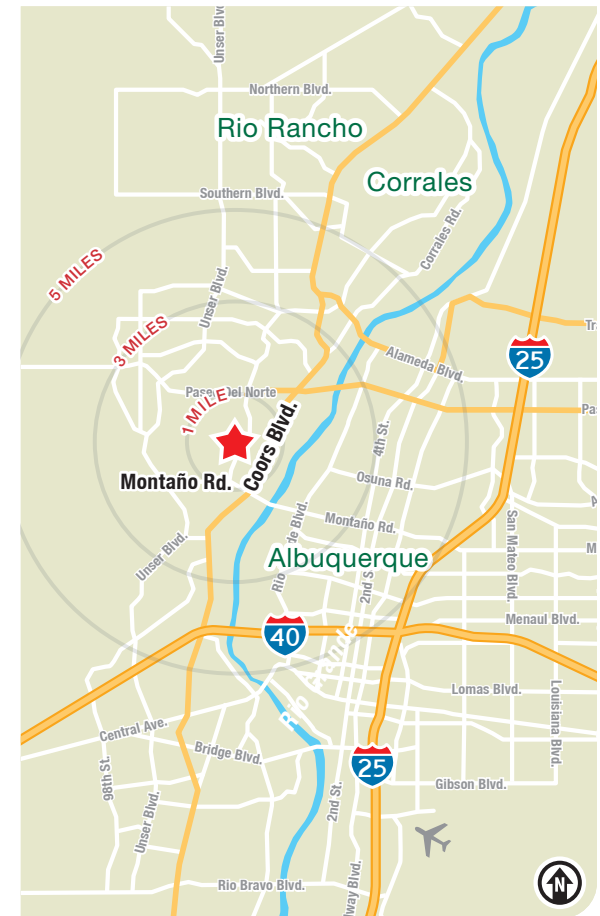 Unser Blvd
Northern Blvd.
Rio Rancho
Corrales
Southern Blvd.
Corrales Rd.
5 MILES
Unser Blvd.
3 MILES
25
Alameda Blvd.
Paseo Del Norte
1 MILE
Coors Blvd.
4th St.
Montaño Rd.
Osuna Rd.
Montaño Rd.
San Mateo Blvd.
Unser Blvd.
Albuquerque
2nd S
40
Menaul Blvd.
Rio Grande
Lomas Blvd.
Louisiana Blvd.
Central Ave.
Bridge Blvd.
98th St.
25
Gibson Blvd.
2nd St.
Unser Blvd.
Rio Bravo Blvd.
dway Blvd.
N